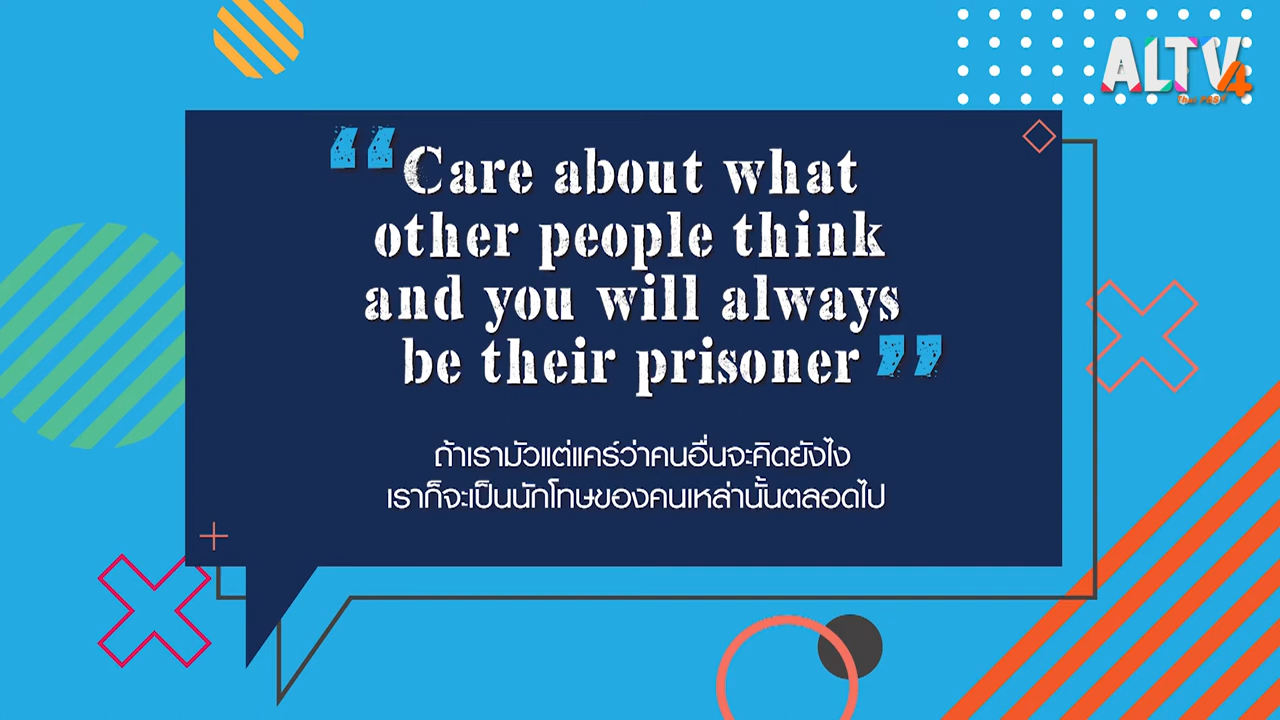 ALTV4
Thai PBS
“Care about what
other people think
and you will always
be their prisoner”
ถ้าเรามัวแต่แคร์ว่าคนอื่นจะคิดยังไง
เราก็จะเป็นนักโทษของคนเหล่านั้นตลอดไป